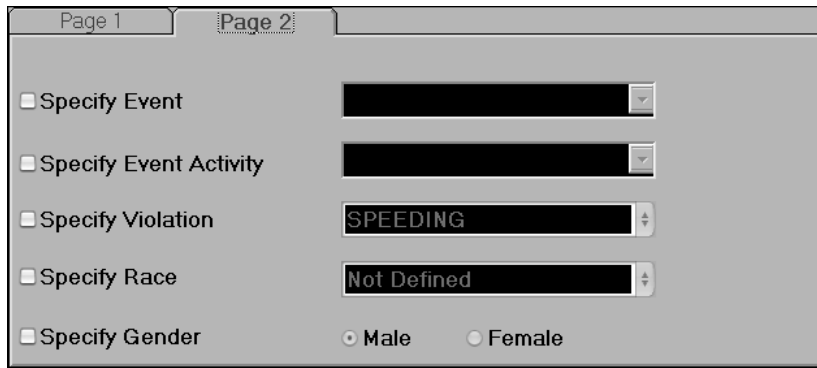 Page 1 Page 2
Specify Event
Specify Event Activity
Specify Violation SPEEDING
Specify Race Not Defined
Specify Gender Male Female